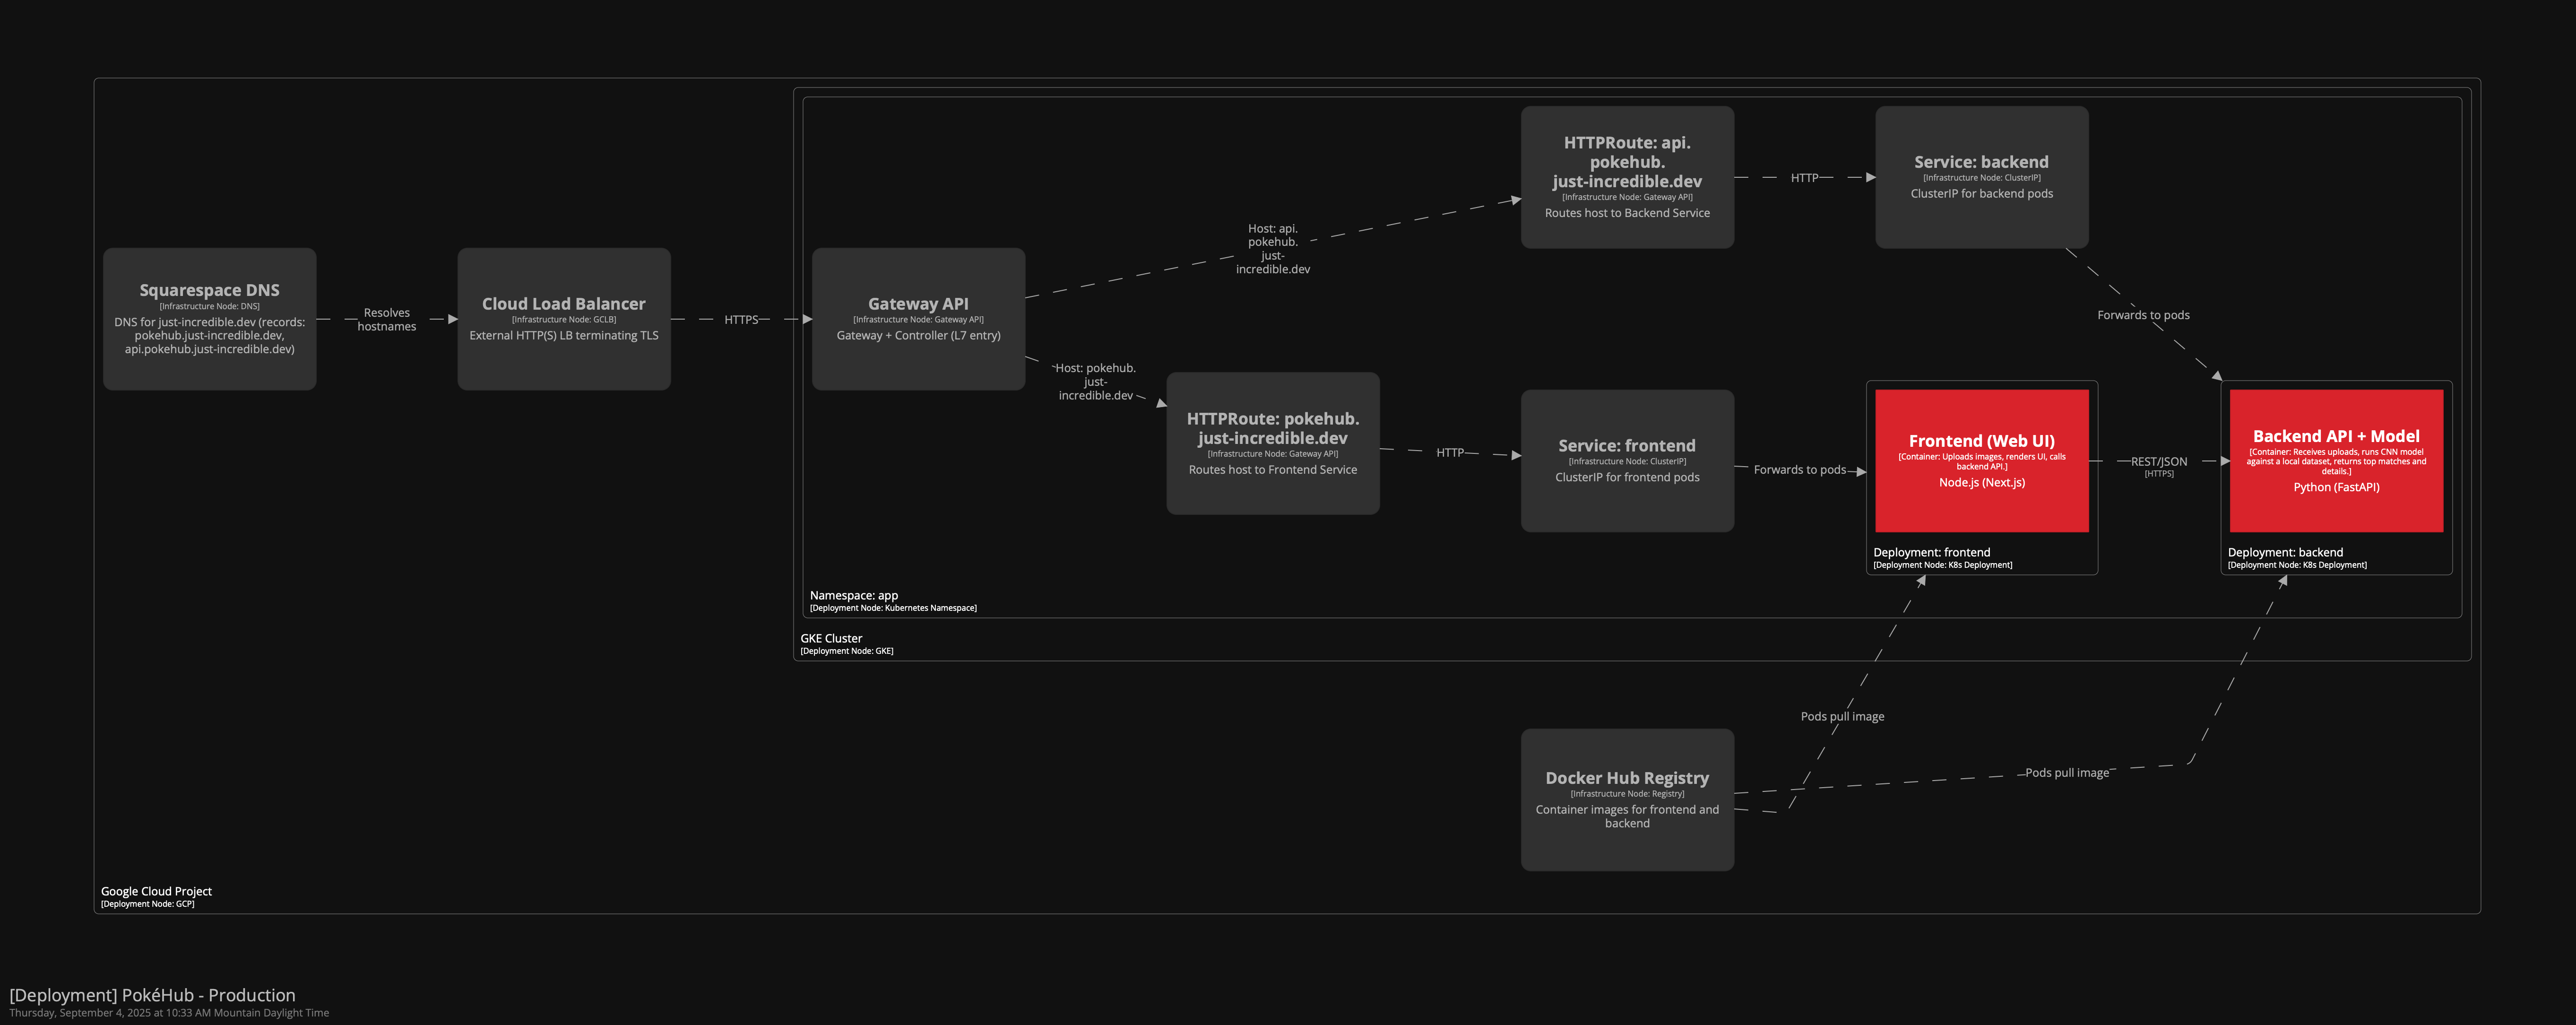 HTTPRoute: api.
pokehub.
just-incredible.dev
[Infrastructure Node: Gateway API]
Routes host to Backend Service
HTTP
Service: backend
[Infrastructure Node: ClusterIP]
ClusterIP for backend pods
Host: api.
pokehub.
just-
incredible.dev
Squarespace DNS
[Infrastructure Node: DNS]
DNS for just-incredible.dev (records:
pokehub.just-incredible.dev,
api.pokehub.just-incredible.dev)
Resolves
hostnames
Cloud Load Balancer
[Infrastructure Node: GCLB]
External HTTP(S) LB terminating TLS
HTTPS
Gateway API
[Infrastructure Node: Gateway API]
Gateway + Controller (L7 entry)
Forwards to pods
Host: pokehub.
just-
incredible.dev
HTTPRoute: pokehub.
just-incredible.dev
[Infrastructure Node: Gateway API]
Routes host to Frontend Service
HTTP
Service: frontend
[Infrastructure Node: ClusterIP]
ClusterIP for frontend pods
Forwards to pods
Frontend (Web UI)
[Container: Uploads images, renders UI, calls
backend API.]
Node.js (Next.js)
REST/JSON
[HTTPS]
Backend API + Model
[Container: Receives uploads, runs CNN model
against a local dataset, returns top matches and
details.]
Python (FastAPI)
Deployment: frontend
[Deployment Node: K8s Deployment]
Deployment: backend
[Deployment Node: K8s Deployment]
Namespace: app
[Deployment Node: Kubernetes Namespace]
GKE Cluster
[Deployment Node: GKE]
Pods pull image
Docker Hub Registry
[Infrastructure Node: Registry]
Container images for frontend and
backend
Pods pull image
Google Cloud Project
[Deployment Node: GCP]
[Deployment] PokéHub - Production
Thursday, September 4, 2025 at 10:33 AM Mountain Daylight Time